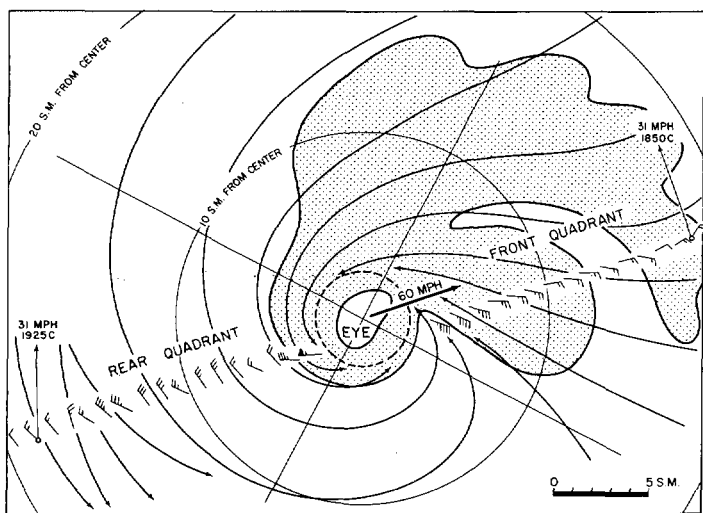 20 S.M. FROM CENTER
10 S.M. FROM CENTER
31 MPH
1850C
FRONT QUADRANT
60 MPH
EYE
31 MPH
1925C
REAR QUADRANT
0 5 S.M.